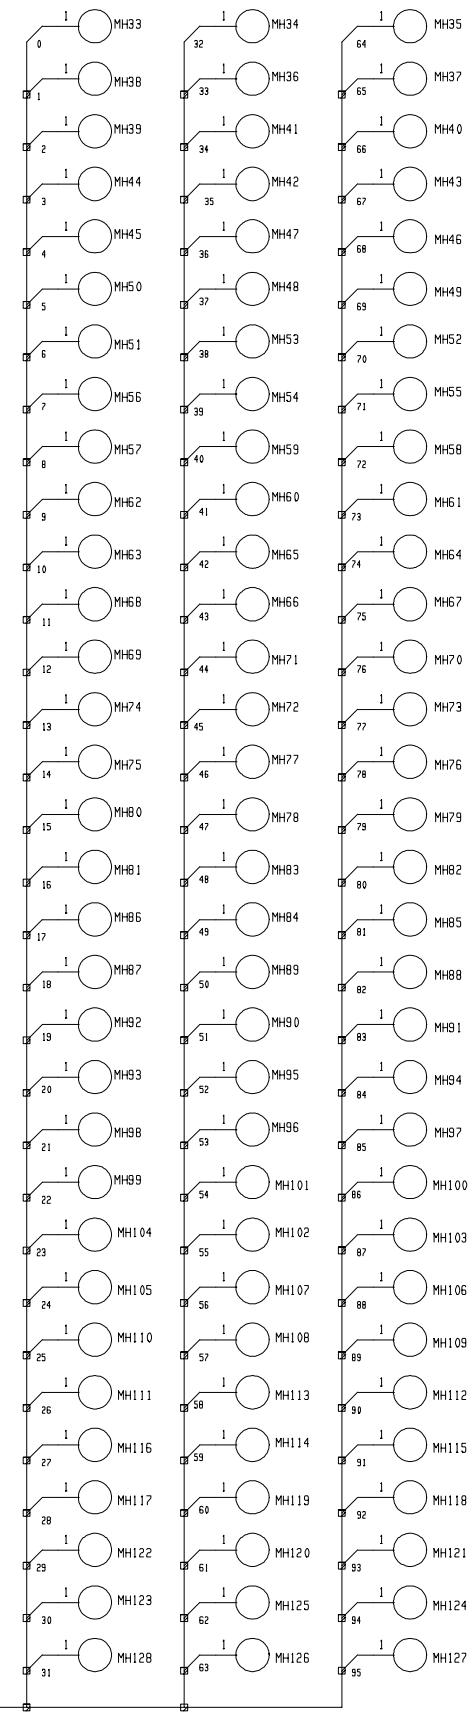 1 MH33 1 MH34 1 MH35
0 32 64
1 MH38 1 MH36 1 MH37
1 33 65
1 MH39 1 MH41 1 MH40
2 34 66
1 MH44 1 MH42 1 MH43
3 35 67
1 MH45 1 MH47 1 MH46
4 36 68
1 MH50 1 MH48 1 MH49
5 37 69
1 MH51 1 MH53 1 MH52
6 38 70
1 MH56 1 MH54 1 MH55
7 39 71
1 MH57 1 MH59 1 MH58
8 40 72
1 MH62 1 MH60 1 MH61
9 41 73
1 MH63 1 MH65 1 MH64
10 42 74
1 MH68 1 MH66 1 MH67
11 43 75
1 MH69 1 MH71 1 MH70
12 44 76
1 MH74 1 MH72 1 MH73
13 45 77
1 MH75 1 MH77 1 MH76
14 46 78
1 MH80 1 MH78 1 MH79
15 47 79
1 MH81 1 MH83 1 MH82
16 48 80
1 MH86 1 MH84 1 MH85
17 49 81
1 MH87 1 MH89 1 MH88
18 50 82
1 MH92 1 MH90 1 MH91
19 51 83
1 MH93 1 MH95 1 MH94
20 52 84
1 MH98 1 MH96 1 MH97
21 53 85
1 MH99 1 MH101 1 MH100
22 54 86
1 MH104 1 MH102 1 MH103
23 55 87
1 MH105 1 MH107 1 MH106
24 56 88
1 MH110 1 MH108 1 MH109
25 57 89
1 MH111 1 MH113 1 MH112
26 58 90
1 MH116 1 MH114 1 MH115
27 59 91
1 MH117 1 MH119 1 MH118
28 60 92
1 MH122 1 MH120 1 MH121
29 61 93
1 MH123 1 MH125 1 MH124
30 62 94
1 MH128 1 MH126 1 MH127
31 63 95